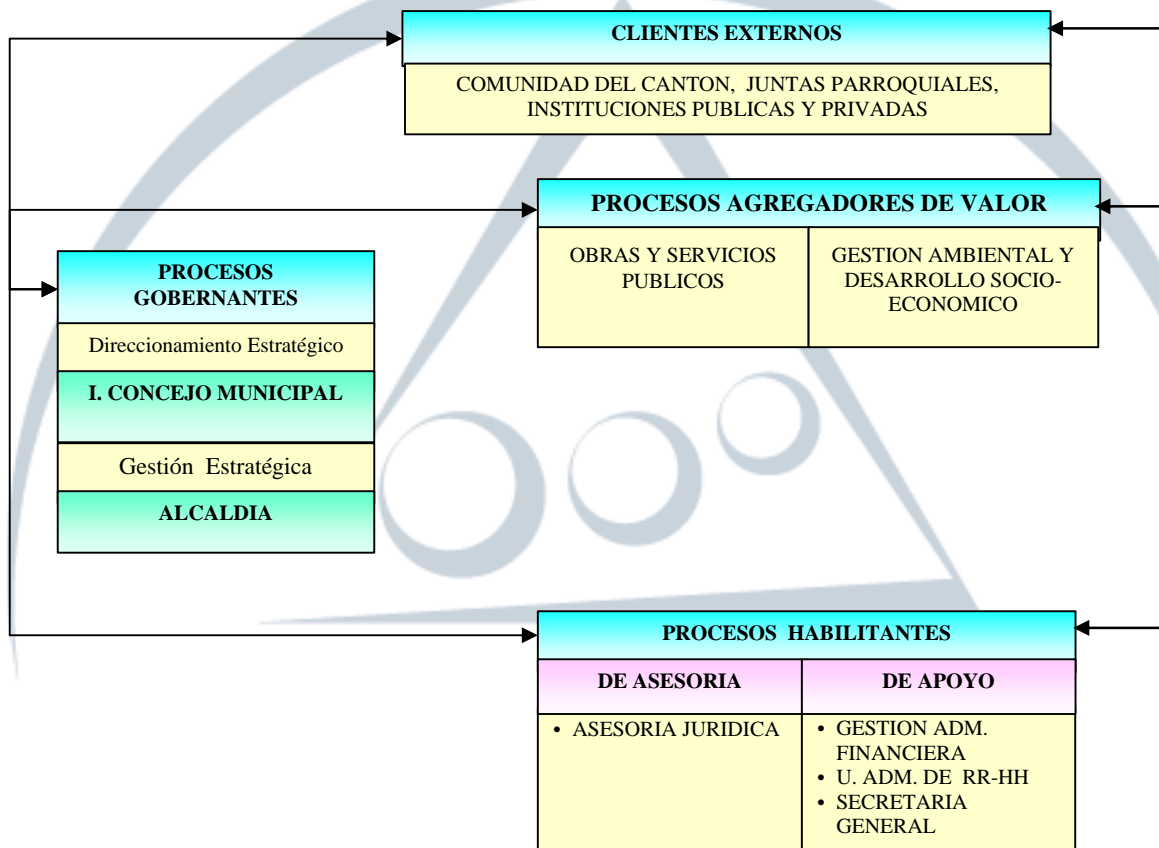 CLIENTES EXTERNOS
COMUNIDAD DEL CANTON, JUNTAS PARROQUIALES,
INSTITUCIONES PUBLICAS Y PRIVADAS
PROCESOS AGREGADORES DE VALOR
OBRAS Y SERVICIOS
PUBLICOS
GESTION AMBIENTAL Y
DESARROLLO SOCIO-
ECONOMICO
PROCESOS
GOBERNANTES
Direccionamiento Estratégico
I. CONCEJO MUNICIPAL
Gestión Estratégica
ALCALDIA
PROCESOS HABILITANTES
DE ASESORIA
• ASESORIA JURIDICA
DE APOYO
• GESTION ADM.
FINANCIERA
• U. ADM. DE RR-HH
• SECRETARIA
GENERAL